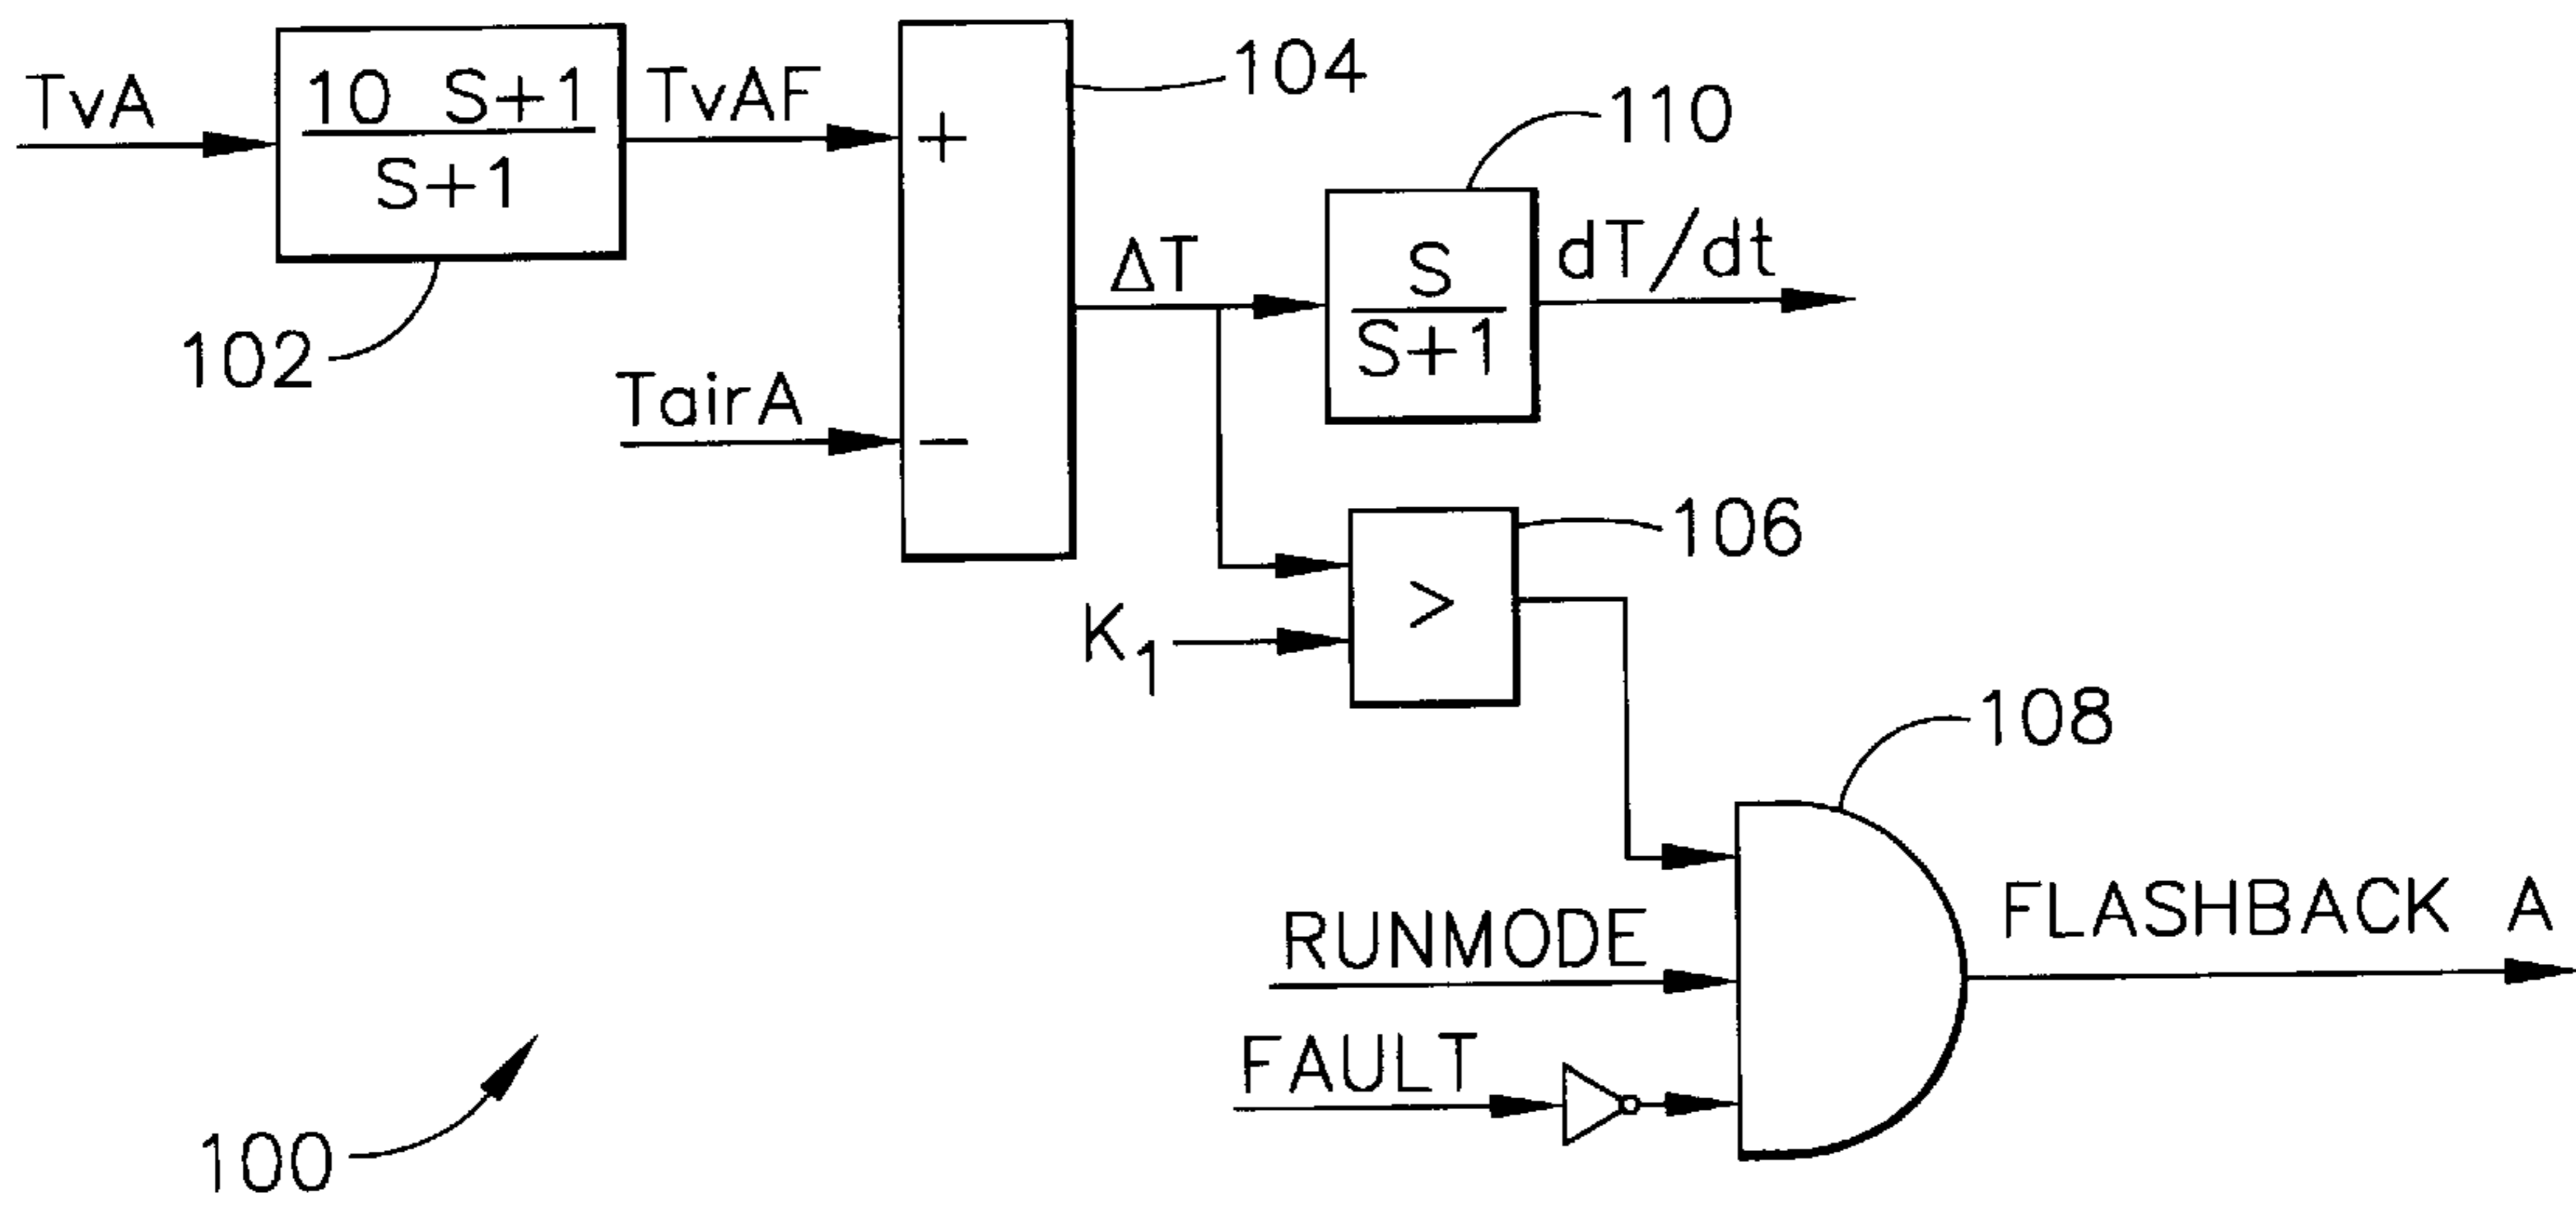 TvA
10 S+1
S+1
102
TvAF
+
104
TairA
−
ΔT
110
S
S+1
dT/dt
106
K1
>
108
RUNMODE
FAULT
FLASHBACK A
100